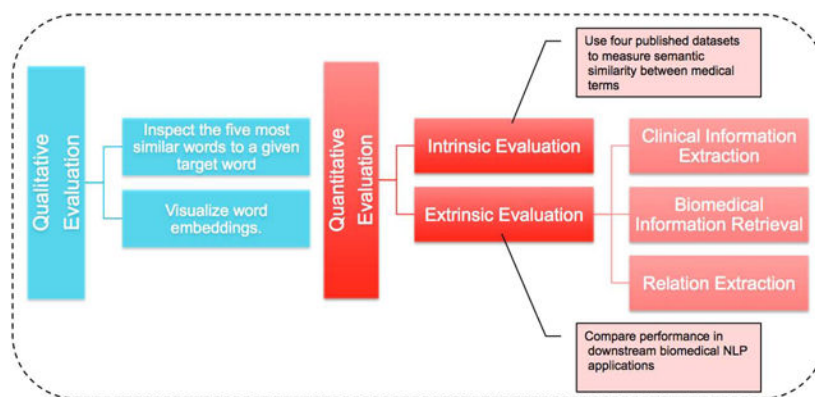 Qualitative
Evaluation
Inspect the five most
similar words to a given
target word
Visualize word
embeddings.
Quantitative
Evaluation
Use four published datasets
to measure semantic
similarity between medical
terms
Intrinsic Evaluation
Extrinsic Evaluation
Compare performance in
downstream biomedical NLP
applications
Clinical Information
Extraction
Biomedical
Information Retrieval
Relation Extraction